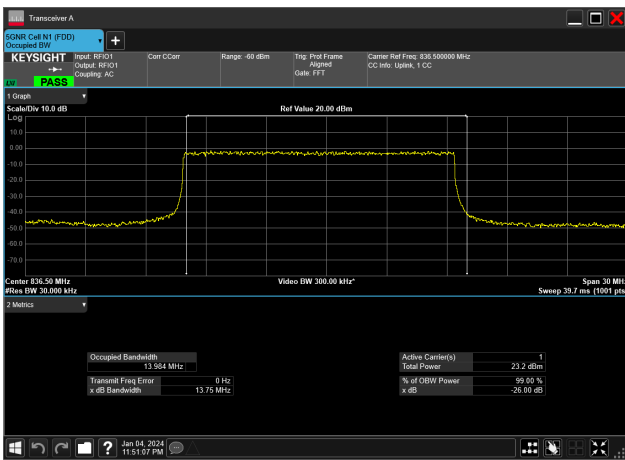 Transceiver A
5GNR Cell N1 (FDD)
Occupied BW
KEYSIGHT
LV PASS
Input: RFIO1
Output: RFIO1
Coupling: AC
Corr CCorr
Range: -60 dBm
Trig: Prot Frame
Aligned
Gate: FFT
Carrier Ref Freq: 836.500000 MHz
CC Info: Uplink, 1 CC
1 Graph
Scale/Div 10.0 dB
Ref Value 20.00 dBm
Log
10.0
0.00
-10.0
-20.0
-30.0
-40.0
-50.0
-60.0
-70.0
Center 836.50 MHz
Video BW 300.00 kHz*
Span 30 MHz
#Res BW 30.000 kHz
Sweep 39.7 ms (1001 pts)
2 Metrics
Occupied Bandwidth
13.984 MHz
Transmit Freq Error 0 Hz
x dB Bandwidth 13.75 MHz
Active Carrier(s) 1
Total Power 23.2 dBm
% of OBW Power 99.00 %
x dB -26.00 dB
Jan 04, 2024
11:51:07 PM